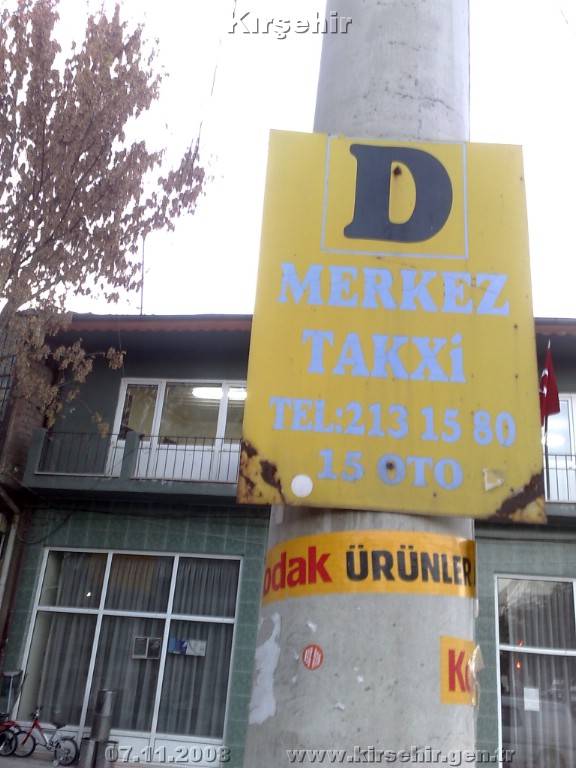 Kırşehir
D
MERKEZ
TAKXİ
TEL:213 15 80
15 OTO
odak ÜRÜNLER
K
07.11.2008
www.kirsehir.gen.tr